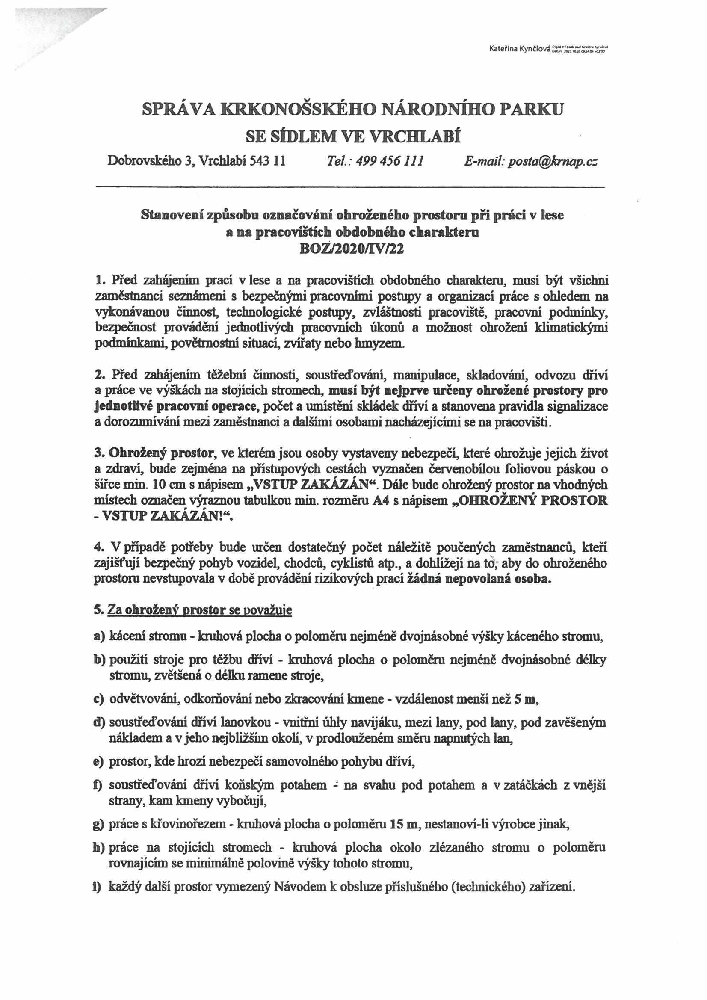 Kateřina Kynčlová Digitálně podepsal Kateřina Kynčlová
Datum: 2023.10.26 09:54:04 +02'00'
SPRÁVA KRKONOŠSKÉHO NÁRODNÍHO PARKU
SE SÍDLEM VE VRCHLABÍ
Dobrovského 3, Vrchlabí 543 11 Tel.: 499 456 111 E-mail: posta@krnap.cz
Stanovení způsobu označování ohroženého prostoru při práci v lese
a na pracovištích obdobného charakteru
BOZ/2020/IV/22
1. Před zahájením prací v lese a na pracovištích obdobného charakteru, musí být všichni
zaměstnanci seznámeni s bezpečnými pracovními postupy a organizací práce s ohledem na
vykonávanou činnost, technologické postupy, zvláštnosti pracoviště, pracovní podmínky,
bezpečnost provádění jednotlivých pracovních úkonů a možnost ohrožení klimatickými
podmínkami, povětrnostní situací, zvířaty nebo hmyzem.
2. Před zahájením těžební činnosti, soustřeďování, manipulace, skladování, odvozu dříví
a práce ve výškách na stojících stromech, musí být nejprve určeny ohrožené prostory pro
jednotlivé pracovní operace, počet a umístění skládek dříví a stanovena pravidla signalizace
a dorozumívání mezi zaměstnanci a dalšími osobami nacházejícími se na pracovišti.
3. Ohrožený prostor, ve kterém jsou osoby vystaveny nebezpečí, které ohrožuje jejich život
a zdraví, bude zejména na přístupových cestách vyznačen červenobílou foliovou páskou o
šířce min. 10 cm s nápisem „VSTUP ZAKÁZÁN“. Dále bude ohrožený prostor na vhodných
místech označen výraznou tabulkou min. rozměru A4 s nápisem „OHROŽENÝ PROSTOR
- VSTUP ZAKÁZÁN!“.
4. V případě potřeby bude určen dostatečný počet náležitě poučených zaměstnanců, kteří
zajišťují bezpečný pohyb vozidel, chodců, cyklistů atp., a dohlížejí na to, aby do ohroženého
prostoru nevstupovala v době provádění rizikových prací žádná nepovolaná osoba.
5. Za ohrožený prostor se považuje
a) kácení stromu - kruhová plocha o poloměru nejméně dvojnásobné výšky káceného stromu,
b) použití stroje pro těžbu dříví - kruhová plocha o poloměru nejméně dvojnásobné délky
stromu, zvětšená o délku ramene stroje,
c) odvětvování, odkorňování nebo zkracování kmene - vzdálenost menší než 5 m,
d) soustřeďování dříví lanovkou - vnitřní úhly navijáku, mezi lany, pod lany, pod zavěšeným
nákladem a v jeho nejbližším okolí, v prodlouženém směru napnutých lan,
e) prostor, kde hrozí nebezpečí samovolného pohybu dříví,
f) soustřeďování dříví koňským potahem - na svahu pod potahem a v zatáčkách z vnější
strany, kam kmeny vybočují,
g) práce s křovinořezem - kruhová plocha o poloměru 15 m, nestanoví-li výrobce jinak,
h) práce na stojících stromech - kruhová plocha okolo zlézaného stromu o poloměru
rovnajícím se minimálně polovině výšky tohoto stromu,
i) každý další prostor vymezený Návodem k obsluze příslušného (technického) zařízení.